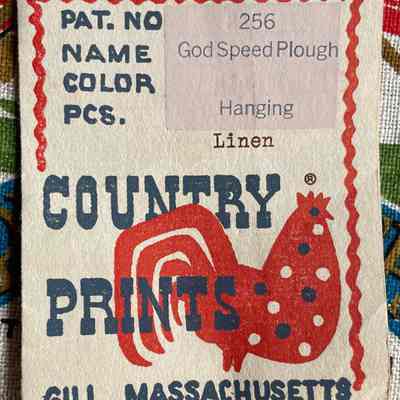 PAT. NO 256
NAME God Speed Plough
COLOR
PCS. Hanging
Linen
COUNTRY ®
PRINTS
GILL MASSACHUSETTS